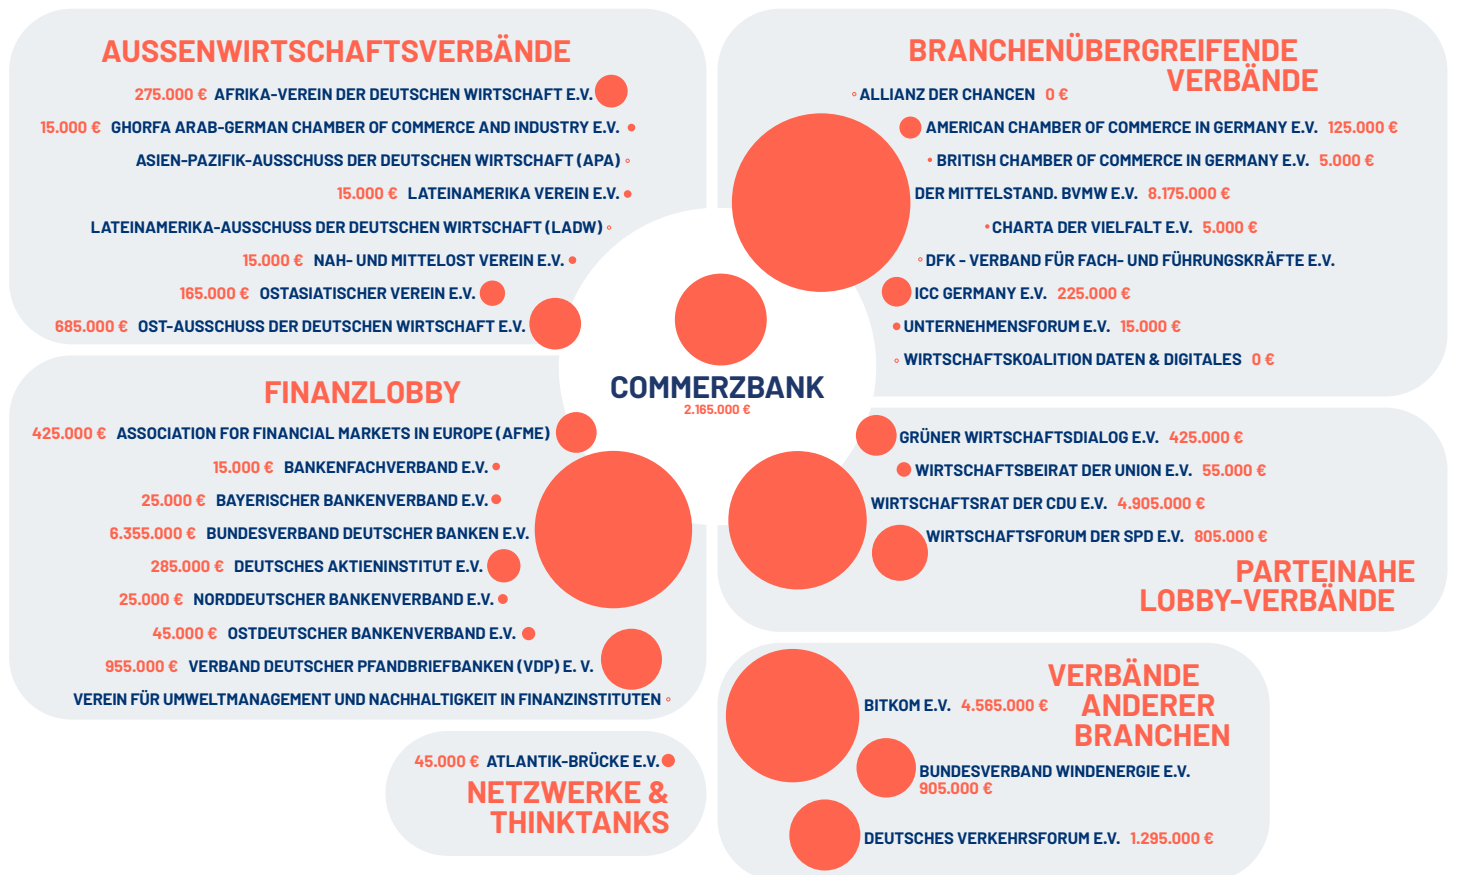 AUSSENWIRTSCHAFTSVERBÄNDE
275.000 € AFRIKA-VEREIN DER DEUTSCHEN WIRTSCHAFT E.V.
15.000 € GHORFA ARAB-GERMAN CHAMBER OF COMMERCE AND INDUSTRY E.V.
ASIEN-PAZIFIK-AUSSCHUSS DER DEUTSCHEN WIRTSCHAFT (APA)
15.000 € LATEINAMERIKA VEREIN E.V.
LATEINAMERIKA-AUSSCHUSS DER DEUTSCHEN WIRTSCHAFT (LADW)
15.000 € NAH- UND MITTELOST VEREIN E.V.
165.000 € OSTASIATISCHER VEREIN E.V.
685.000 € OST-AUSSCHUSS DER DEUTSCHEN WIRTSCHAFT E.V.
BRANCHENÜBERGREIFENDE
VERBÄNDE
ALLIANZ DER CHANCEN 0 €
AMERICAN CHAMBER OF COMMERCE IN GERMANY E.V. 125.000 €
BRITISH CHAMBER OF COMMERCE IN GERMANY E.V. 5.000 €
DER MITTELSTAND. BVMW E.V. 8.175.000 €
CHARTA DER VIELFALT E.V. 5.000 €
DFK - VERBAND FÜR FACH- UND FÜHRUNGSKRÄFTE E.V.
ICC GERMANY E.V. 225.000 €
UNTERNEHMENSFORUM E.V. 15.000 €
WIRTSCHAFTSKOALITION DATEN & DIGITALES 0 €
COMMERZBANK
2.165.000 €
FINANZLOBBY
425.000 € ASSOCIATION FOR FINANCIAL MARKETS IN EUROPE (AFME)
15.000 € BANKENFACHVERBAND E.V.
25.000 € BAYERISCHER BANKENVERBAND E.V.
6.355.000 € BUNDESVERBAND DEUTSCHER BANKEN E.V.
285.000 € DEUTSCHES AKTIENINSTITUT E.V.
25.000 € NORDDEUTSCHER BANKENVERBAND E.V.
45.000 € OSTDEUTSCHER BANKENVERBAND E.V.
955.000 € VERBAND DEUTSCHER PFANDBRIEFBANKEN (VDP) E. V.
VEREIN FÜR UMWELTMANAGEMENT UND NACHHALTIGKEIT IN FINANZINSTITUTEN
GRÜNER WIRTSCHAFTSDIALOG E.V. 425.000 €
WIRTSCHAFTSBEIRAT DER UNION E.V. 55.000 €
WIRTSCHAFTSRAT DER CDU E.V. 4.905.000 €
WIRTSCHAFTSFORUM DER SPD E.V. 805.000 €
PARTEINAHE
LOBBY-VERBÄNDE
45.000 € ATLANTIK-BRÜCKE E.V.
NETZWERKE &
THINKTANKS
VERBÄNDE
ANDERER
BRANCHEN
BITKOM E.V. 4.565.000 €
BUNDESVERBAND WINDENERGIE E.V.
905.000 €
DEUTSCHES VERKEHRSFORUM E.V. 1.295.000 €